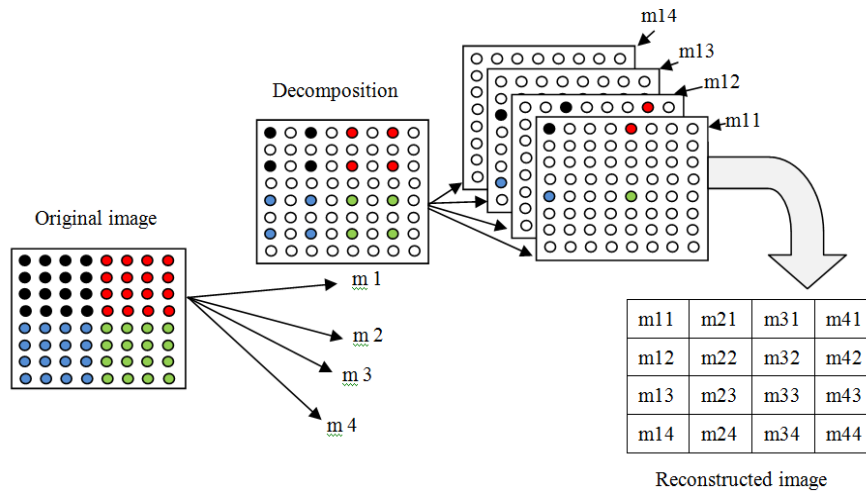 m14
m13
m12
m11
Decomposition
Original image
m 1
m 2
m 3
m 4
m11 m21 m31 m41
m12 m22 m32 m42
m13 m23 m33 m43
m14 m24 m34 m44
Reconstructed image